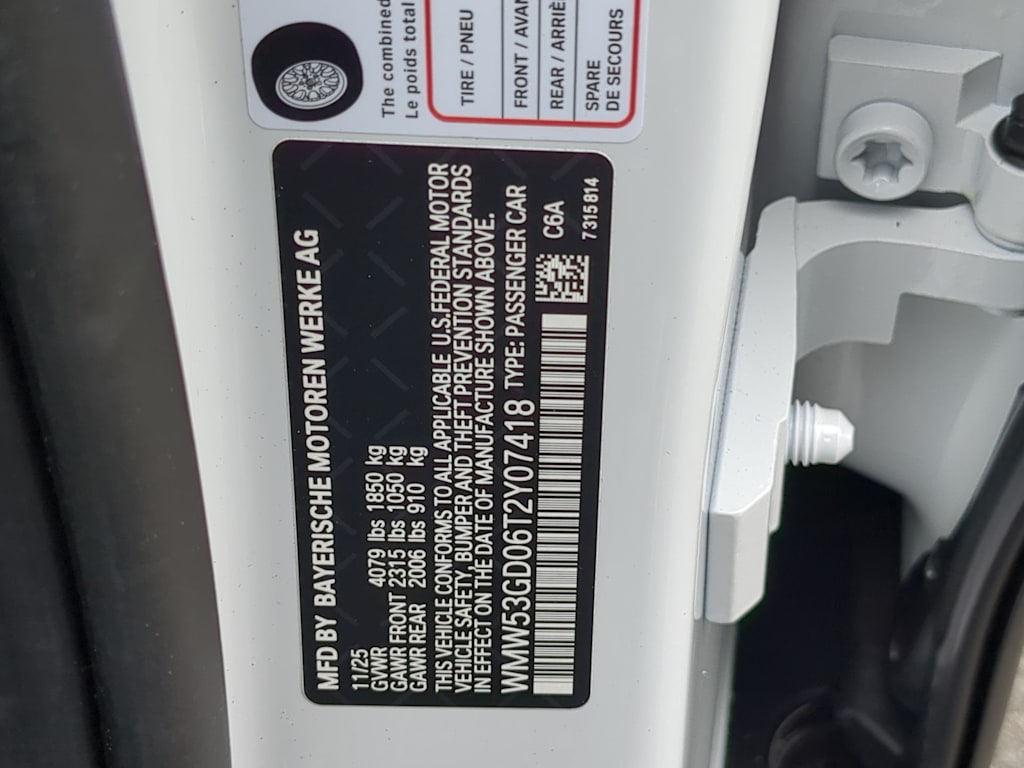 The combined
Le poids total
TIRE / PNEU
FRONT / AVAN
REAR / ARRIÈ
SPARE
DE SECOURS
MFD BY BAYERISCHE MOTOREN WERKE AG
11/25
GVWR 4079 lbs 1850 kg
GAWR FRONT 2315 lbs 1050 kg
GAWR REAR 2006 lbs 910 kg
THIS VEHICLE CONFORMS TO ALL APPLICABLE U.S.FEDERAL MOTOR
VEHICLE SAFETY, BUMPER AND THEFT PREVENTION STANDARDS
IN EFFECT ON THE DATE OF MANUFACTURE SHOWN ABOVE.
WMW53GD06T2Y07418 TYPE: PASSENGER CAR
C6A
7315814